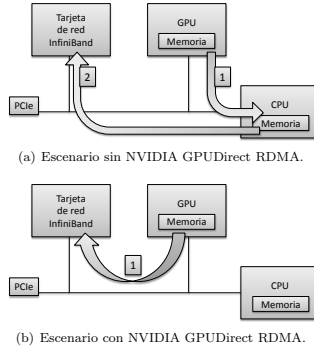 Tarjeta
de red
InfiniBand
GPU
Memoria
2
1
PCIe
CPU
Memoria
(a) Escenario sin NVIDIA GPUDirect RDMA.
Tarjeta
de red
InfiniBand
GPU
Memoria
1
PCIe
CPU
Memoria
(b) Escenario con NVIDIA GPUDirect RDMA.